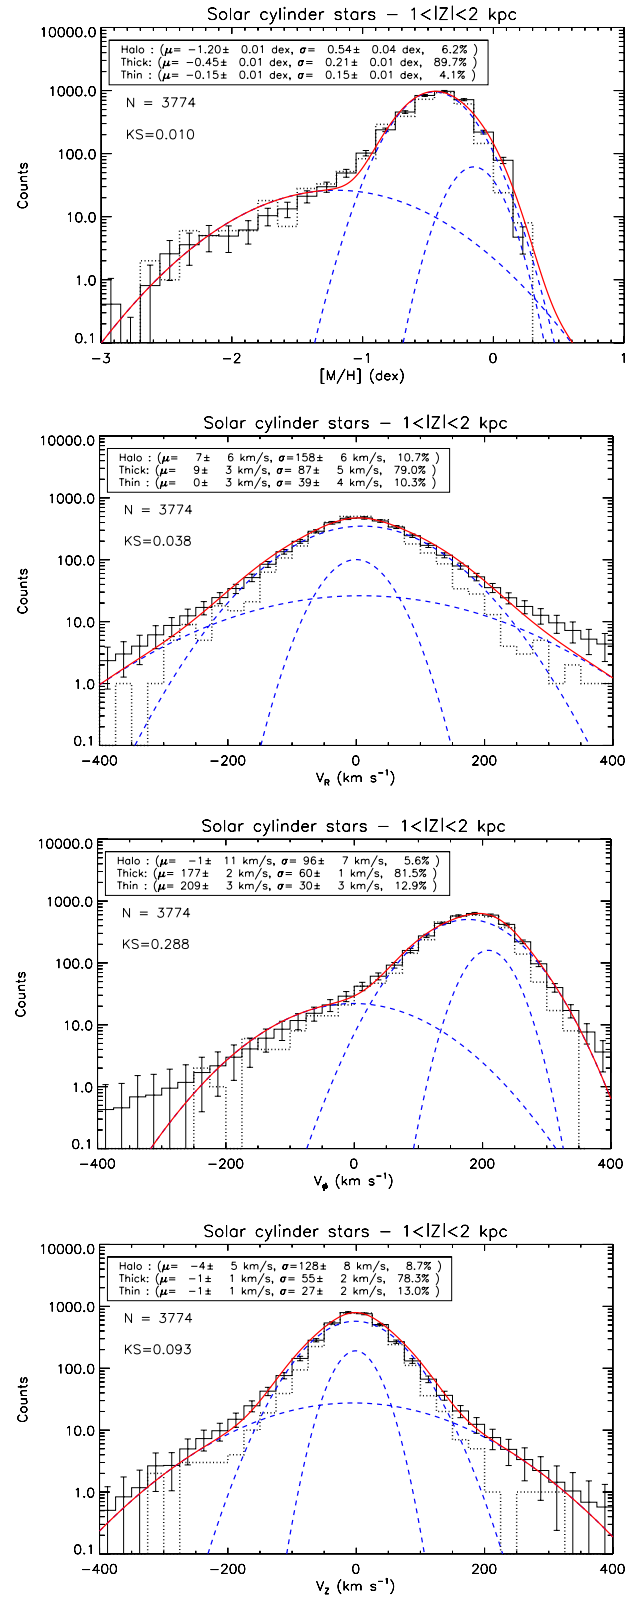 Solar cylinder stars − 1<|Z|<2 kpc
10000.0
Halo : (μ= −1.20± 0.01 dex, σ= 0.54± 0.04 dex, 6.2% )
Thick: (μ= −0.45± 0.01 dex, σ= 0.21± 0.01 dex, 89.7% )
Thin : (μ= −0.15± 0.01 dex, σ= 0.15± 0.01 dex, 4.1% )
1000.0
N = 3774
KS=0.010
100.0
Counts
10.0
1.0
0.1
−3 −2 −1 0 1
[M/H] (dex)
Solar cylinder stars − 1<|Z|<2 kpc
10000.0
Halo : (μ= 7± 6 km/s, σ=158± 6 km/s, 10.7% )
Thick: (μ= 9± 3 km/s, σ= 87± 5 km/s, 79.0% )
Thin : (μ= 0± 3 km/s, σ= 39± 4 km/s, 10.3% )
1000.0
N = 3774
KS=0.038
100.0
Counts
10.0
1.0
0.1
−400 −200 0 200 400
V_R (km s⁻¹)
Solar cylinder stars − 1<|Z|<2 kpc
10000.0
Halo : (μ= −1± 11 km/s, σ= 96± 7 km/s, 5.6% )
Thick: (μ= 177± 2 km/s, σ= 60± 1 km/s, 81.5% )
Thin : (μ= 209± 3 km/s, σ= 30± 3 km/s, 12.9% )
1000.0
N = 3774
KS=0.288
100.0
Counts
10.0
1.0
0.1
−400 −200 0 200 400
V_ϕ (km s⁻¹)
Solar cylinder stars − 1<|Z|<2 kpc
10000.0
Halo : (μ= −4± 5 km/s, σ=128± 8 km/s, 8.7% )
Thick: (μ= −1± 1 km/s, σ= 55± 2 km/s, 78.3% )
Thin : (μ= −1± 1 km/s, σ= 27± 2 km/s, 13.0% )
1000.0
N = 3774
KS=0.093
100.0
Counts
10.0
1.0
0.1
−400 −200 0 200 400
V_Z (km s⁻¹)